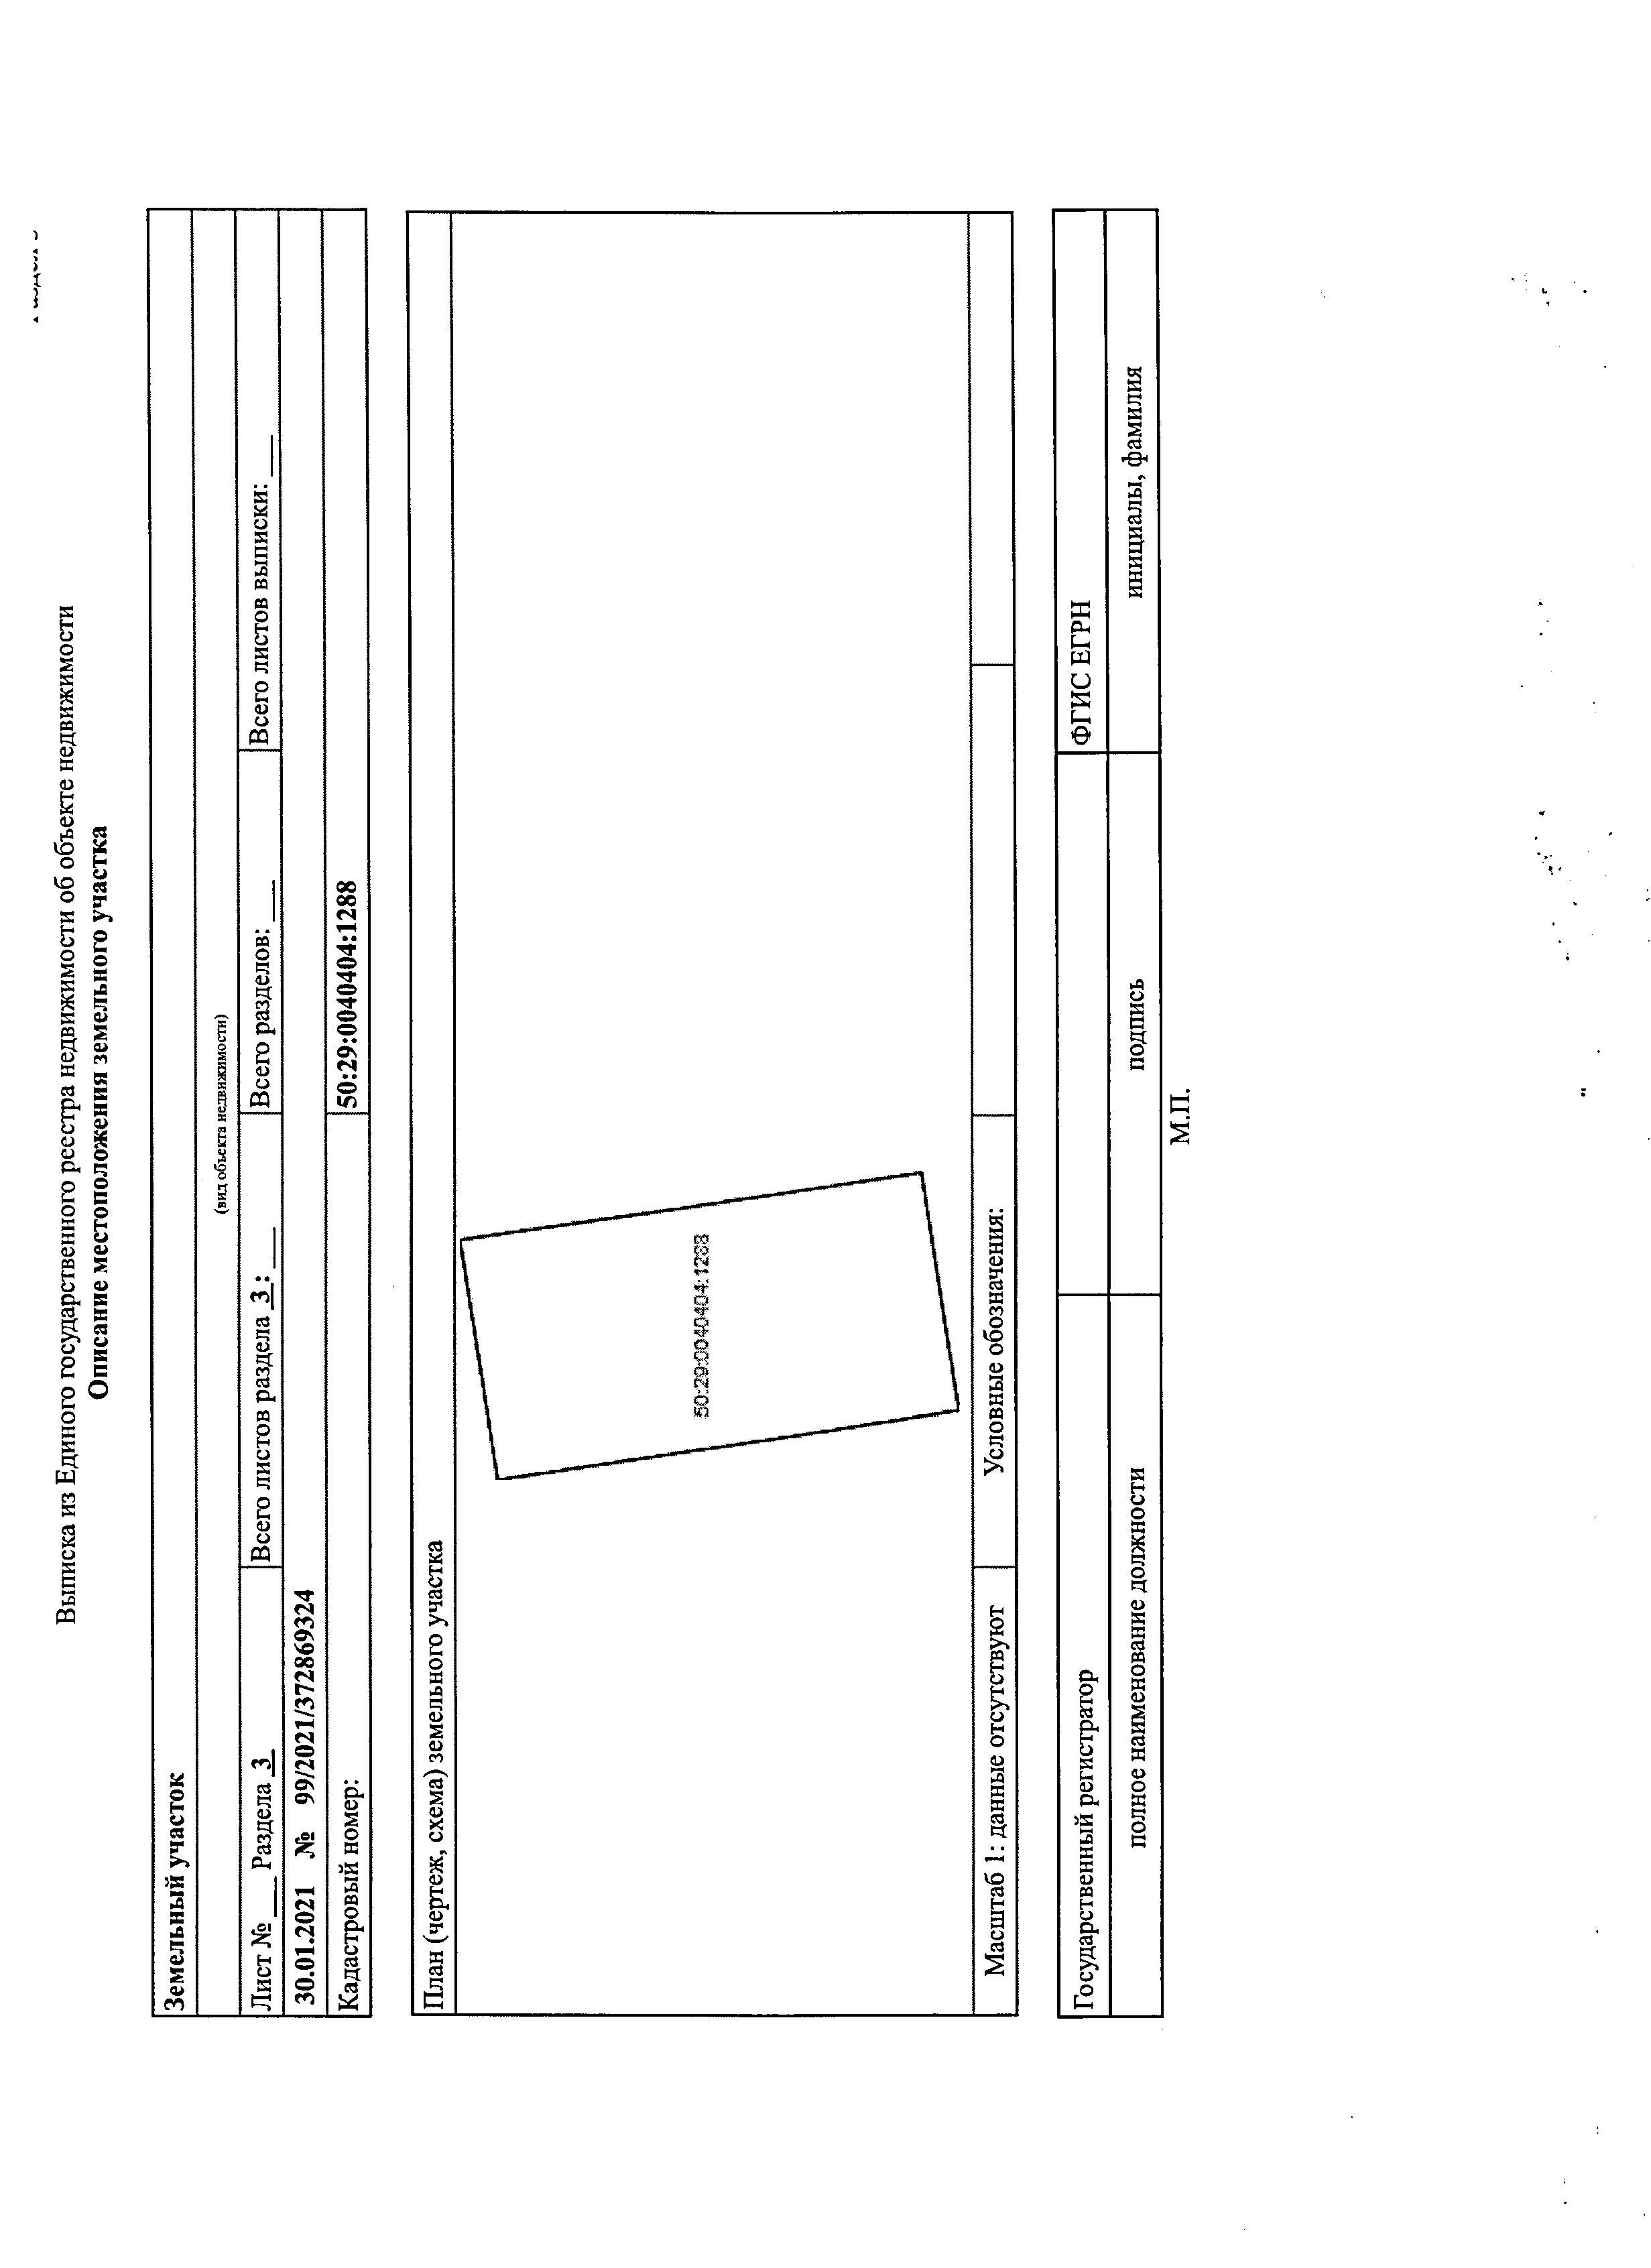 Выписка из Единого государственного реестра недвижимости об объекте недвижимости
Описание местоположения земельного участка
Земельный участок
(вид объекта недвижимости)
Лист № ___ Раздела 3 Всего листов раздела 3 : ___ Всего разделов: ___ Всего листов выписки: ___
30.01.2021 № 99/2021/372869324
Кадастровый номер: 50:29:0040404:1288
План (чертеж, схема) земельного участка
50:29:0040404:1288
Масштаб 1: данные отсутствуют Условные обозначения:
Государственный регистратор ФГИС ЕГРН
полное наименование должности подпись инициалы, фамилия
М.П.